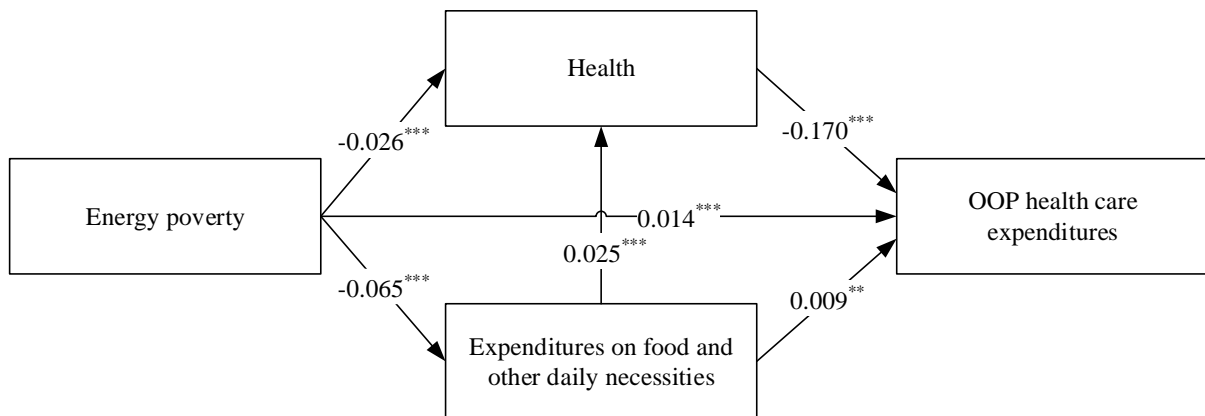 Health
-0.026***
-0.170***
Energy poverty
0.014***
OOP health care
expenditures
0.025***
-0.065***
0.009**
Expenditures on food and
other daily necessities